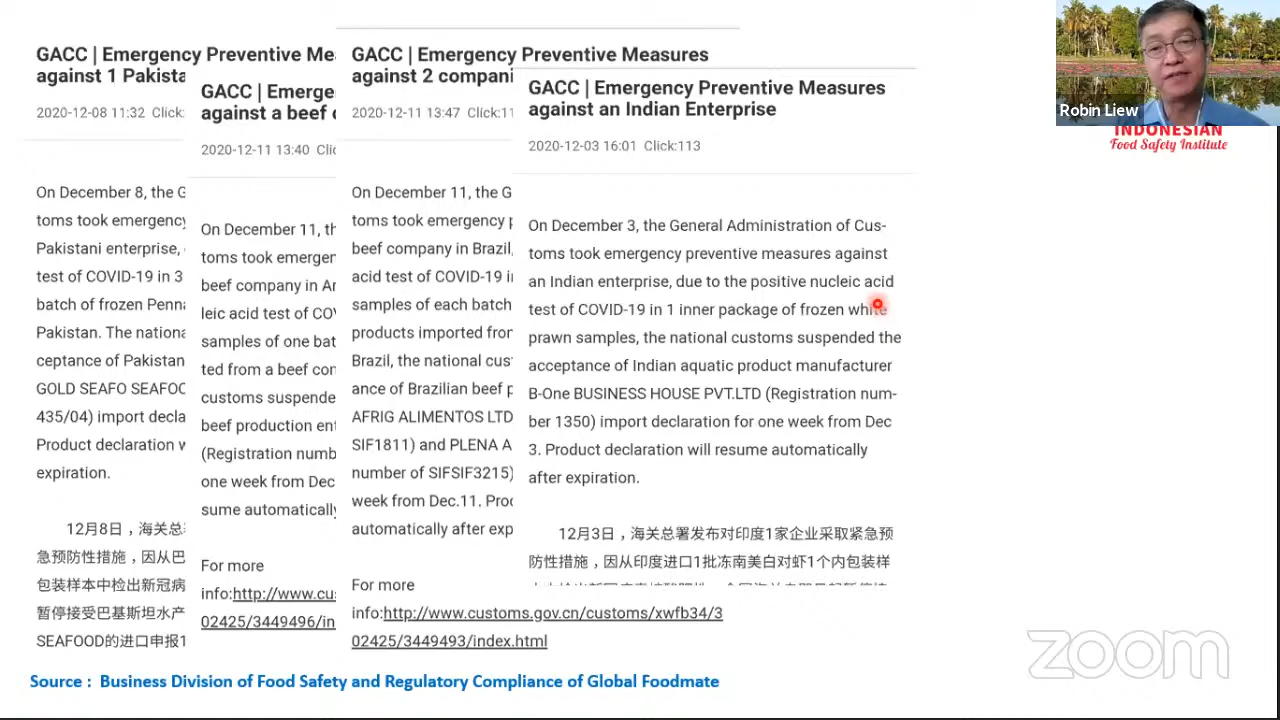 GACC | Emergency Preventive Me
against 1 Pakista
2020-12-08 11:32 Click:
On December 8, the G
toms took emergency
Pakistani enterprise,
test of COVID-19 in 3
batch of frozen Penna
Pakistan. The nationa
ceptance of Pakistan
GOLD SEAFO SEAFOO
435/04) import decla
Product declaration w
expiration.
12月8日，海关总
急预防性措施，因从巴
包装样本中检出新冠病
暂停接受巴基斯坦水产
SEAFOOD的进口申报1
GACC | Emerge
against a beef
2020-12-11 13:40 Clic
On December 11, th
toms took emergen
beef company in Ar
leic acid test of COV
samples of one bat
ted from a beef con
customs suspende
beef production ent
(Registration numb
one week from Dec
sume automatically
For more
info:http://www.cu
02425/3449496/in
GACC | Emergency Preventive Measures
against 2 compani
2020-12-11 13:47 Click:11
On December 11, the G
toms took emergency p
beef company in Brazil,
acid test of COVID-19 i
samples of each batch
products imported fror
Brazil, the national cus
ance of Brazilian beef p
AFRIG ALIMENTOS LTD
SIF1811) and PLENA A
number of SIFSIF3215)
week from Dec.11. Proc
automatically after exp
For more
info:http://www.customs.gov.cn/customs/xwfb34/3
02425/3449493/index.html
GACC | Emergency Preventive Measures
against an Indian Enterprise
2020-12-03 16:01 Click:113
On December 3, the General Administration of Cus-
toms took emergency preventive measures against
an Indian enterprise, due to the positive nucleic acid
test of COVID-19 in 1 inner package of frozen white
prawn samples, the national customs suspended the
acceptance of Indian aquatic product manufacturer
B-One BUSINESS HOUSE PVT.LTD (Registration num-
ber 1350) import declaration for one week from Dec
3. Product declaration will resume automatically
after expiration.
12月3日，海关总署发布对印度1家企业采取紧急预
防性措施，因从印度进口1批冻南美白对虾1个内包装样
Robin Liew
INDONESIAN
Food Safety Institute
zoom
Source : Business Division of Food Safety and Regulatory Compliance of Global Foodmate